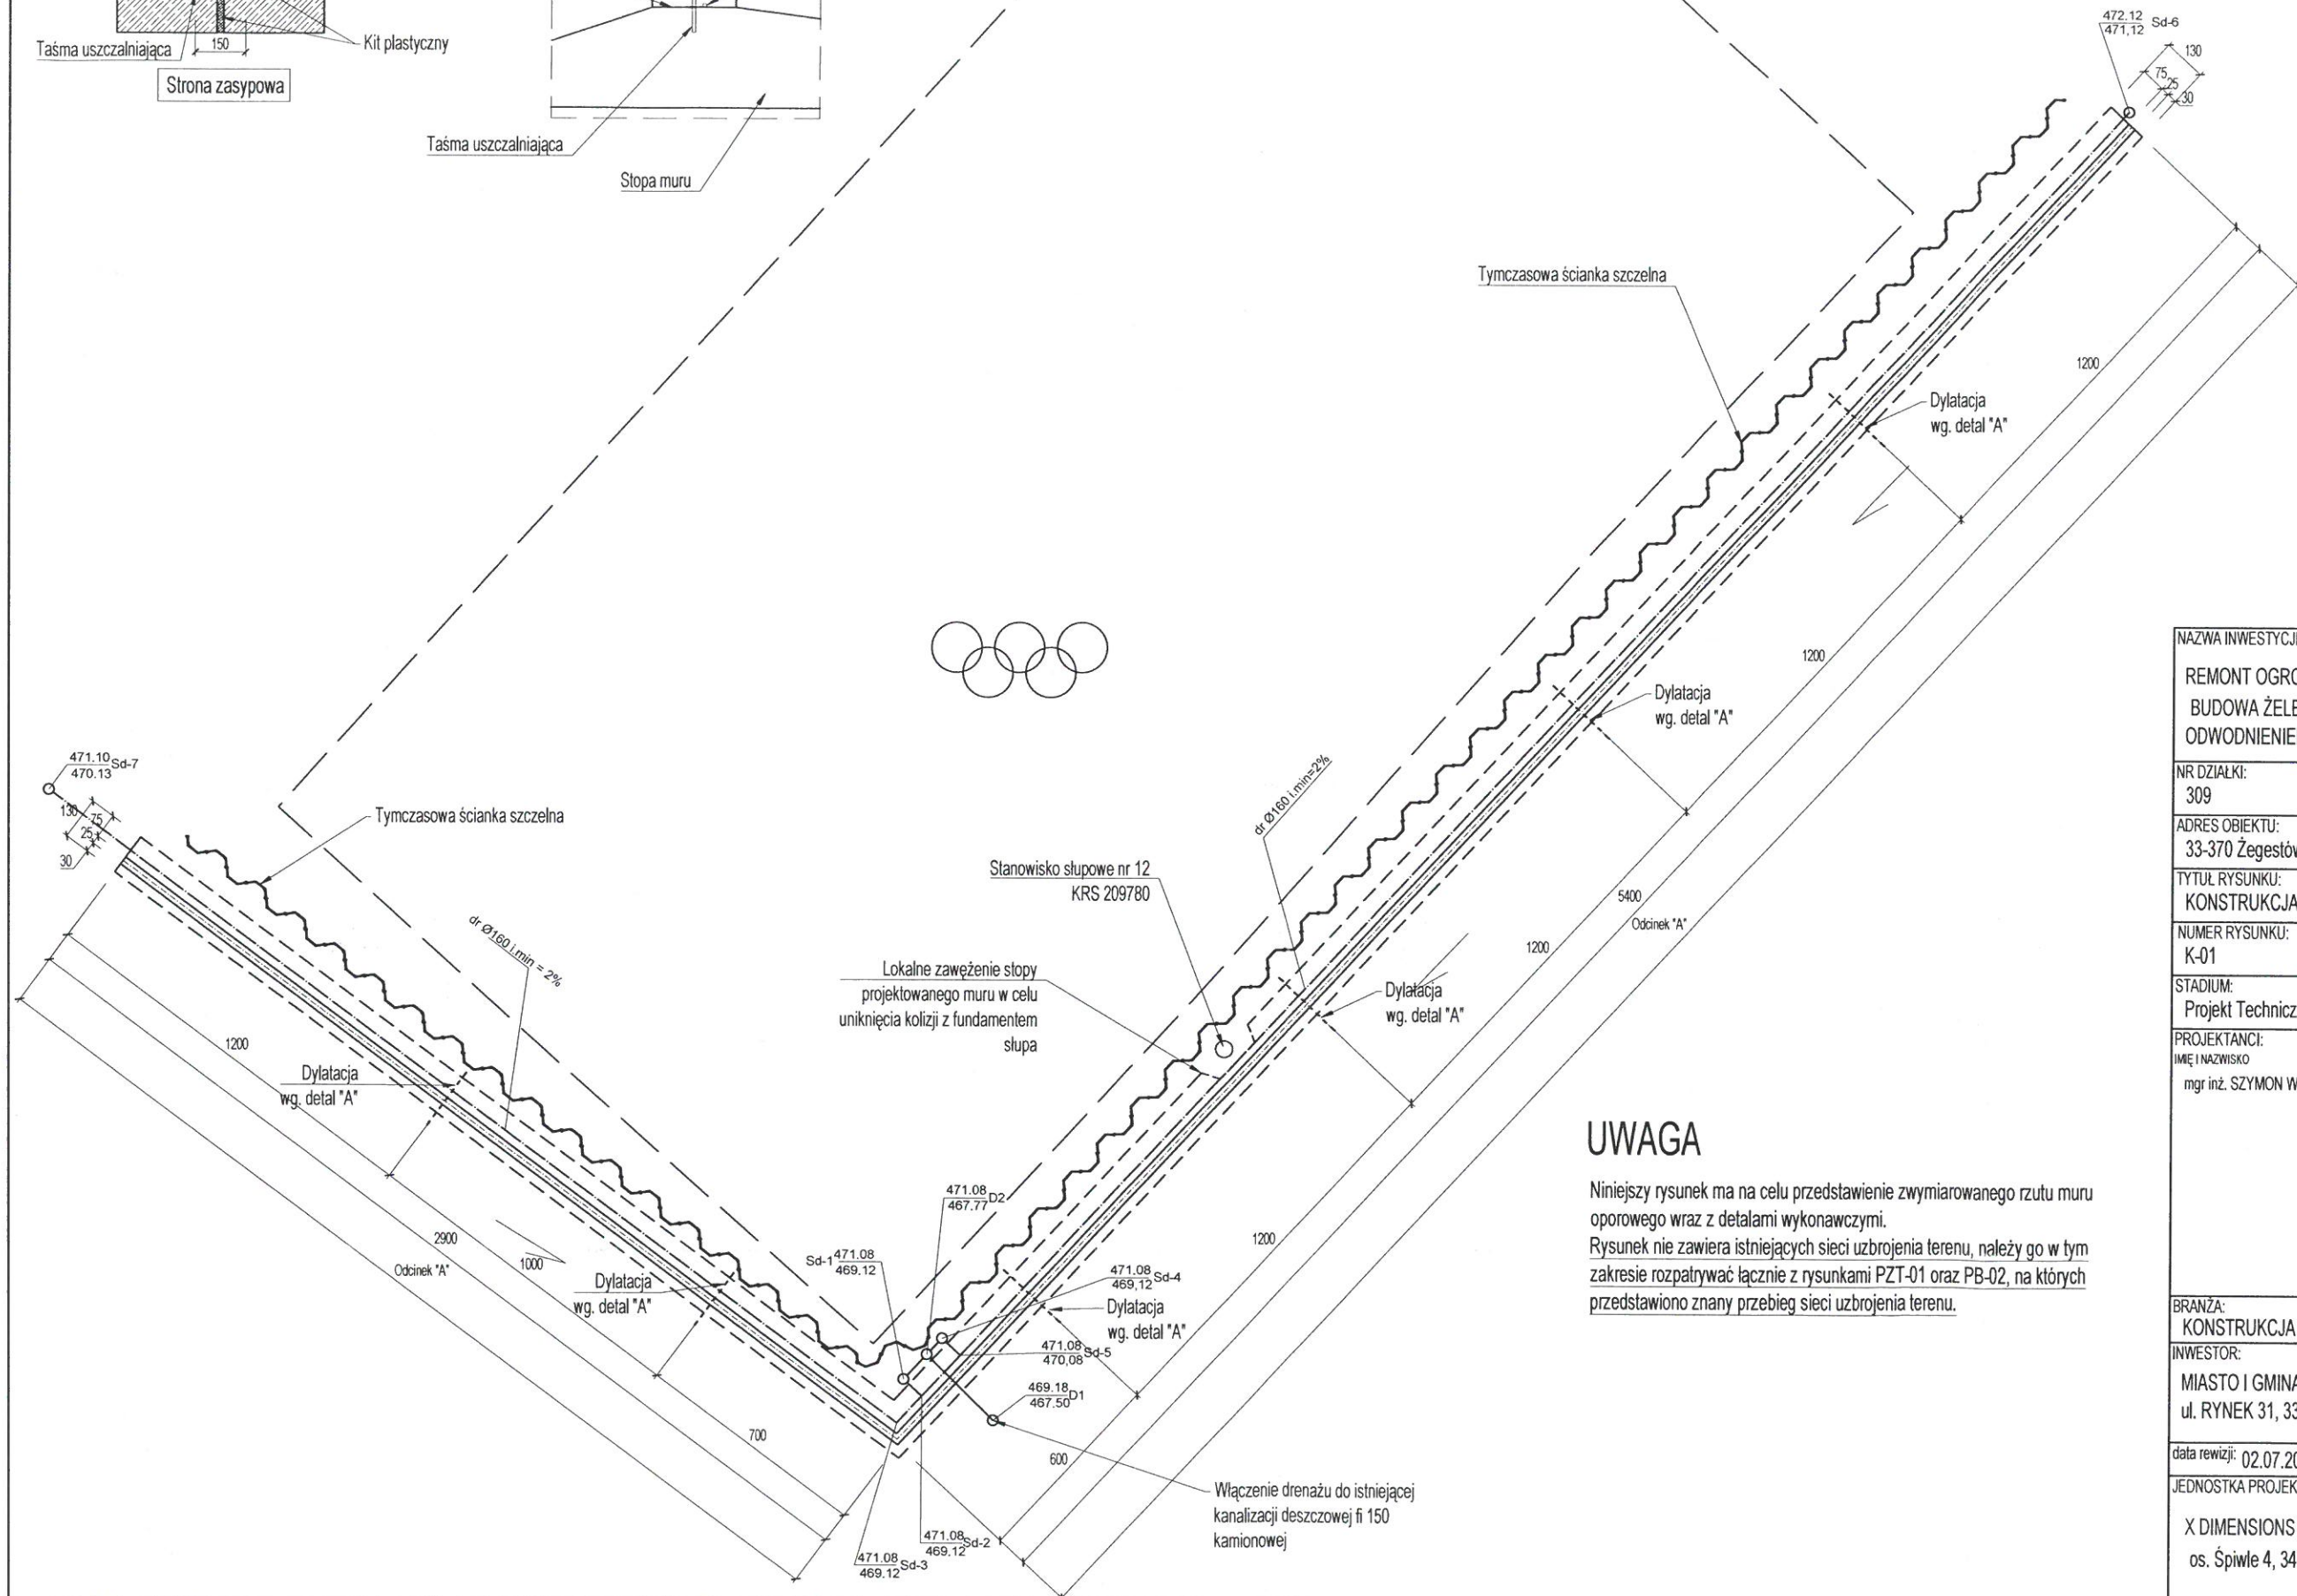 Taśma uszczalniająca
150
Kit plastyczny
Strona zasypowa
Taśma uszczalniająca
Stopa muru
472.12
471,12
Sd-6
130
75
25
30
Tymczasowa ścianka szczelna
1200
Dylatacja
wg. detal "A"
1200
Dylatacja
wg. detal "A"
471.10
470.13
Sd-7
130
75
25
30
Tymczasowa ścianka szczelna
dr Ø160 i.min=2%
Stanowisko słupowe nr 12
KRS 209780
5400
Odcinek "A"
1200
dr Ø160 i.min = 2%
Lokalne zawężenie stopy
projektowanego muru w celu
uniknięcia kolizji z fundamentem
słupa
Dylatacja
wg. detal "A"
1200
Dylatacja
wg. detal "A"
471.08
467.77
D2
2900
Odcinek "A"
1000
Dylatacja
wg. detal "A"
Sd-1
471.08
469.12
1200
471.08
469,12
Sd-4
Dylatacja
wg. detal "A"
471.08
470,08
Sd-5
469.18
467.50
D1
700
600
Włączenie drenażu do istniejącej
kanalizacji deszczowej fi 150
kamionowej
471.08
469.12
Sd-2
471.08
469.12
Sd-3
UWAGA
Niniejszy rysunek ma na celu przedstawienie zwymiarowanego rzutu muru
oporowego wraz z detalami wykonawczymi.
Rysunek nie zawiera istniejących sieci uzbrojenia terenu, należy go w tym
zakresie rozpatrywać łącznie z rysunkami PZT-01 oraz PB-02, na których
przedstawiono znany przebieg sieci uzbrojenia terenu.
NAZWA INWESTYCJI
REMONT OGRO
BUDOWA ŻELB
ODWODNIENIE
NR DZIAŁKI:
309
ADRES OBIEKTU:
33-370 Żegestów
TYTUŁ RYSUNKU:
KONSTRUKCJA
NUMER RYSUNKU:
K-01
STADIUM:
Projekt Technicz
PROJEKTANCI:
IMIĘ I NAZWISKO
mgr inż. SZYMON W
BRANŻA:
KONSTRUKCJA
INWESTOR:
MIASTO I GMINA
ul. RYNEK 31, 33
data rewizji: 02.07.20
JEDNOSTKA PROJEK
X DIMENSIONS
os. Śpiwle 4, 34